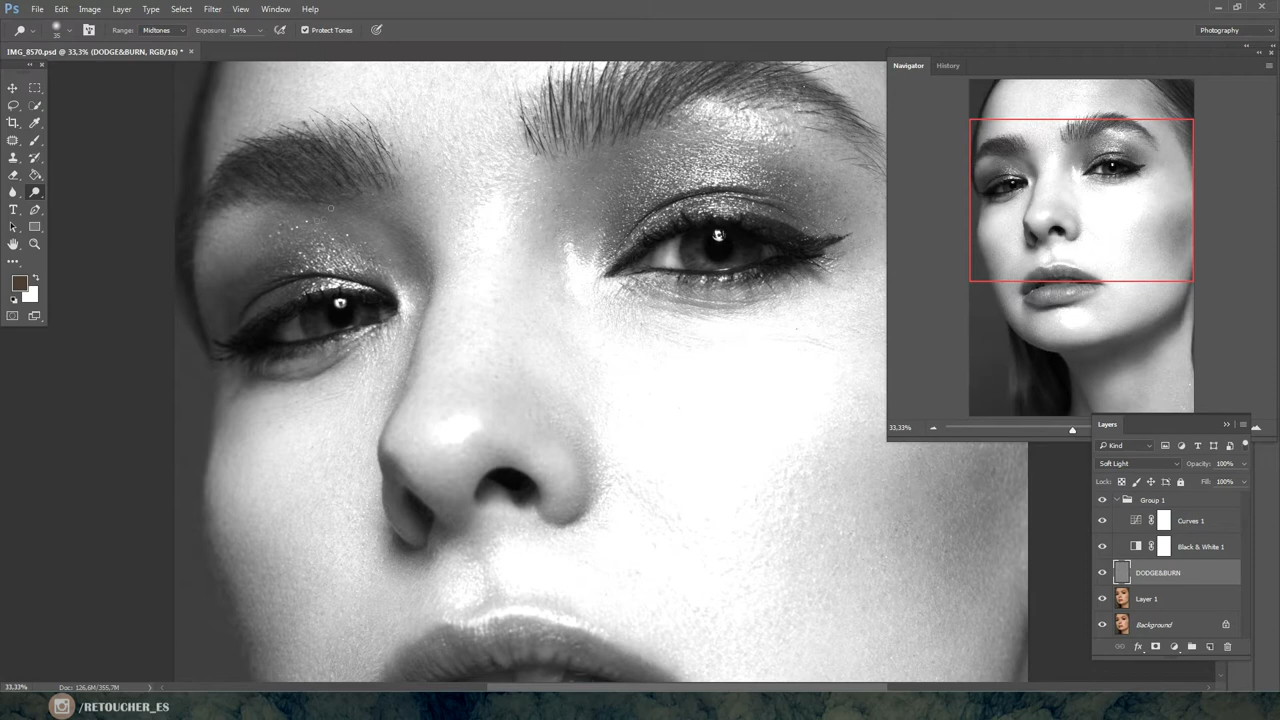 Ps File Edit Image Layer Type Select Filter View Window Help
35 Range: Midtones Exposure: 14% Protect Tones Photography
IMG_8570.psd @ 33,3% (DODGE&BURN, RGB/16) *
Navigator History
33,33%
Layers
Kind
Soft Light Opacity: 100%
Lock: Fill: 100%
Group 1
Curves 1
Black & White 1
DODGE&BURN
Layer 1
Background
33,33% Doc: 126.6M/355.7M
/RETOUCHER_ES